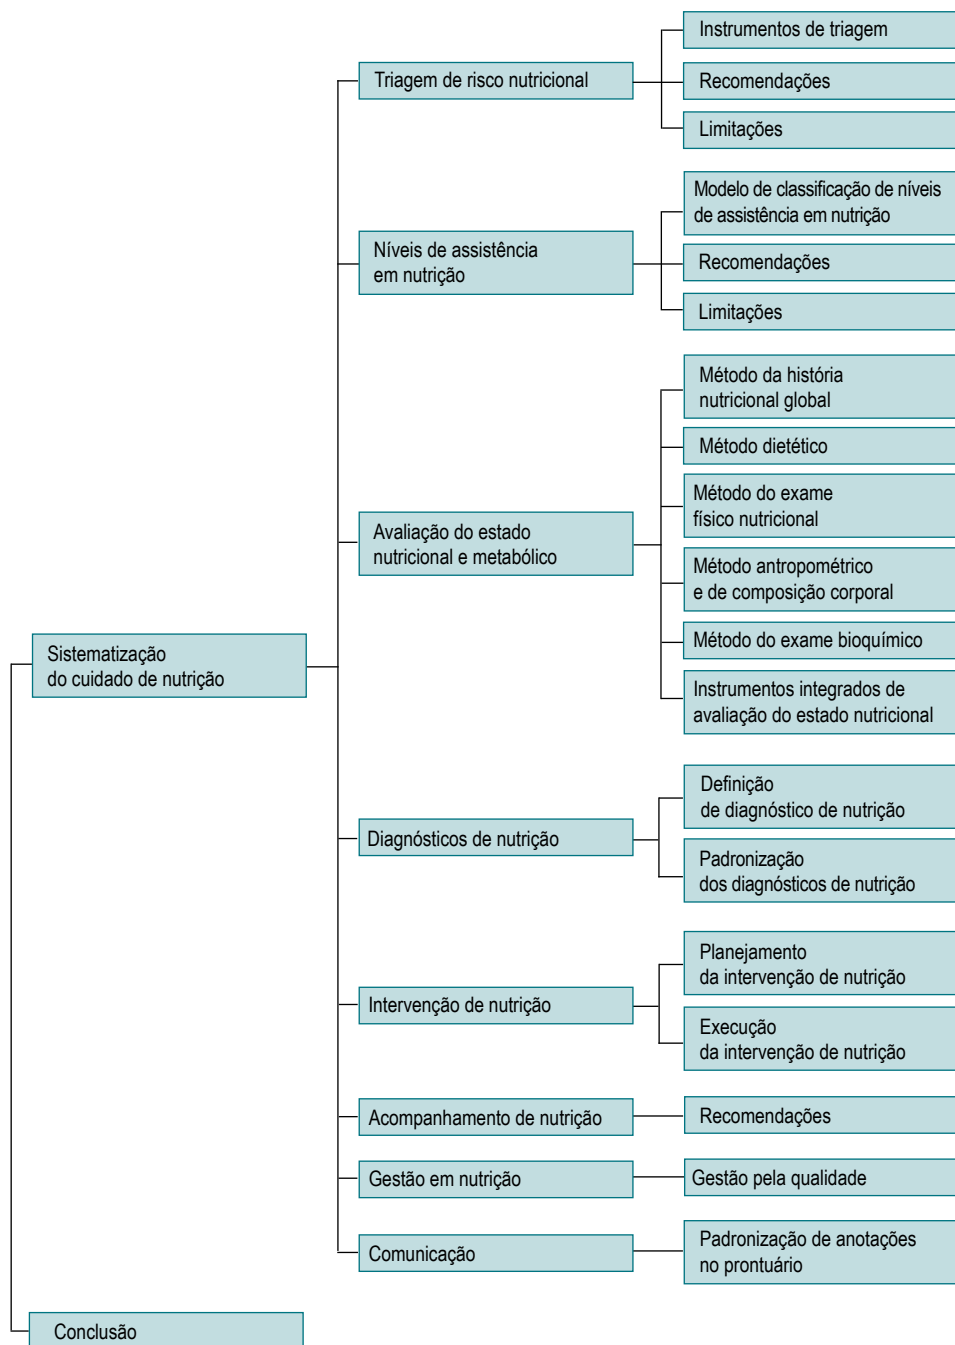 Instrumentos de triagem
Triagem de risco nutricional
Recomendações
Limitações
Modelo de classificação de níveis
de assistência em nutrição
Níveis de assistência
em nutrição
Recomendações
Limitações
Método da história
nutricional global
Método dietético
Método do exame
físico nutricional
Avaliação do estado
nutricional e metabólico
Método antropométrico
e de composição corporal
Método do exame bioquímico
Instrumentos integrados de
avaliação do estado nutricional
Sistematização
do cuidado de nutrição
Definição
de diagnóstico de nutrição
Diagnósticos de nutrição
Padronização
dos diagnósticos de nutrição
Planejamento
da intervenção de nutrição
Intervenção de nutrição
Execução
da intervenção de nutrição
Acompanhamento de nutrição
Recomendações
Gestão em nutrição
Gestão pela qualidade
Comunicação
Padronização de anotações
no prontuário
Conclusão